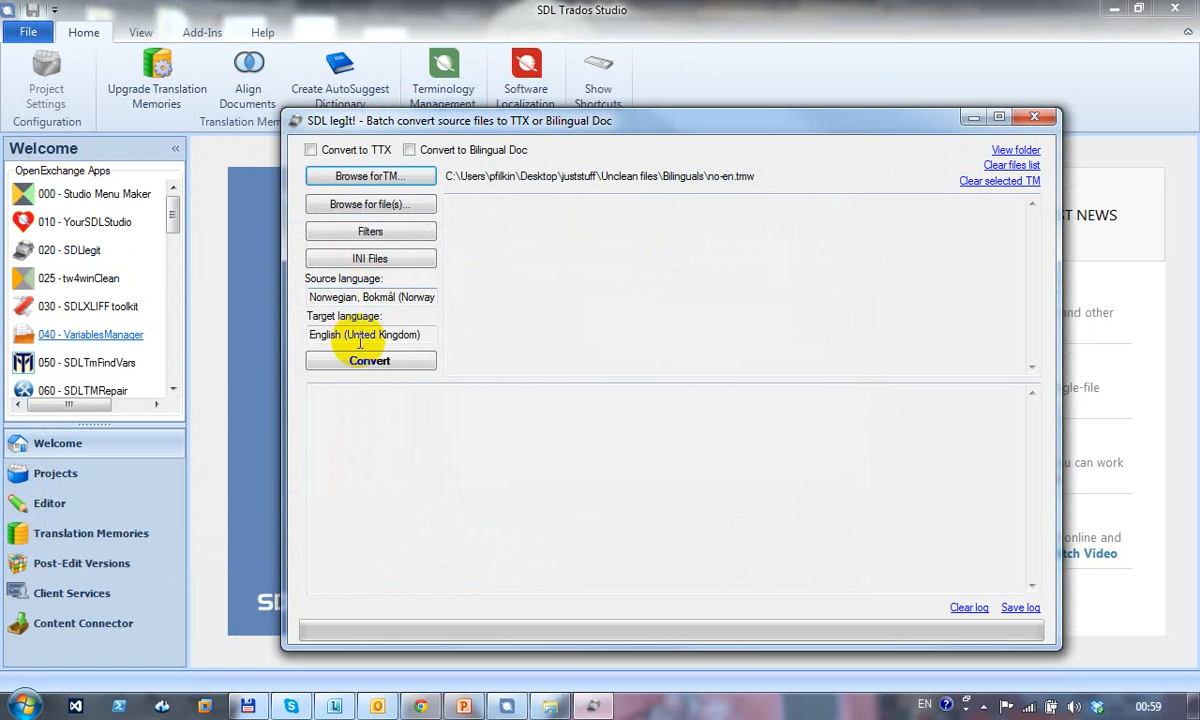 SDL Trados Studio
File
Home
View
Add-Ins
Help
Project
Settings
Upgrade Translation
Memories
Align
Documents
Create AutoSuggest
Dictionary
Terminology
Management
Software
Localization
Show
Shortcuts
Configuration
Translation Mem
Welcome
OpenExchange Apps
000 - Studio Menu Maker
010 - YourSDLStudio
020 - SDLlegit
025 - tw4winClean
030 - SDLXLIFF toolkit
040 - VariablesManager
050 - SDLTmFindVars
060 - SDLTMRepair
Welcome
Projects
Editor
Translation Memories
Post-Edit Versions
Client Services
Content Connector
SDL legIt! - Batch convert source files to TTX or Bilingual Doc
Convert to TTX
Convert to Bilingual Doc
View folder
Clear files list
Clear selected TM
Browse for TM...
C:\Users\pfilkin\Desktop\juststuff\Unclean files\Bilinguals\no-en.tmw
Browse for file(s)...
Filters
INI Files
Source language:
Norwegian, Bokmål (Norway
Target language:
English (United Kingdom)
Convert
Clear log
Save log
ST NEWS
and other
gle-file
ou can work
online and
tch Video
SD
EN
00:59